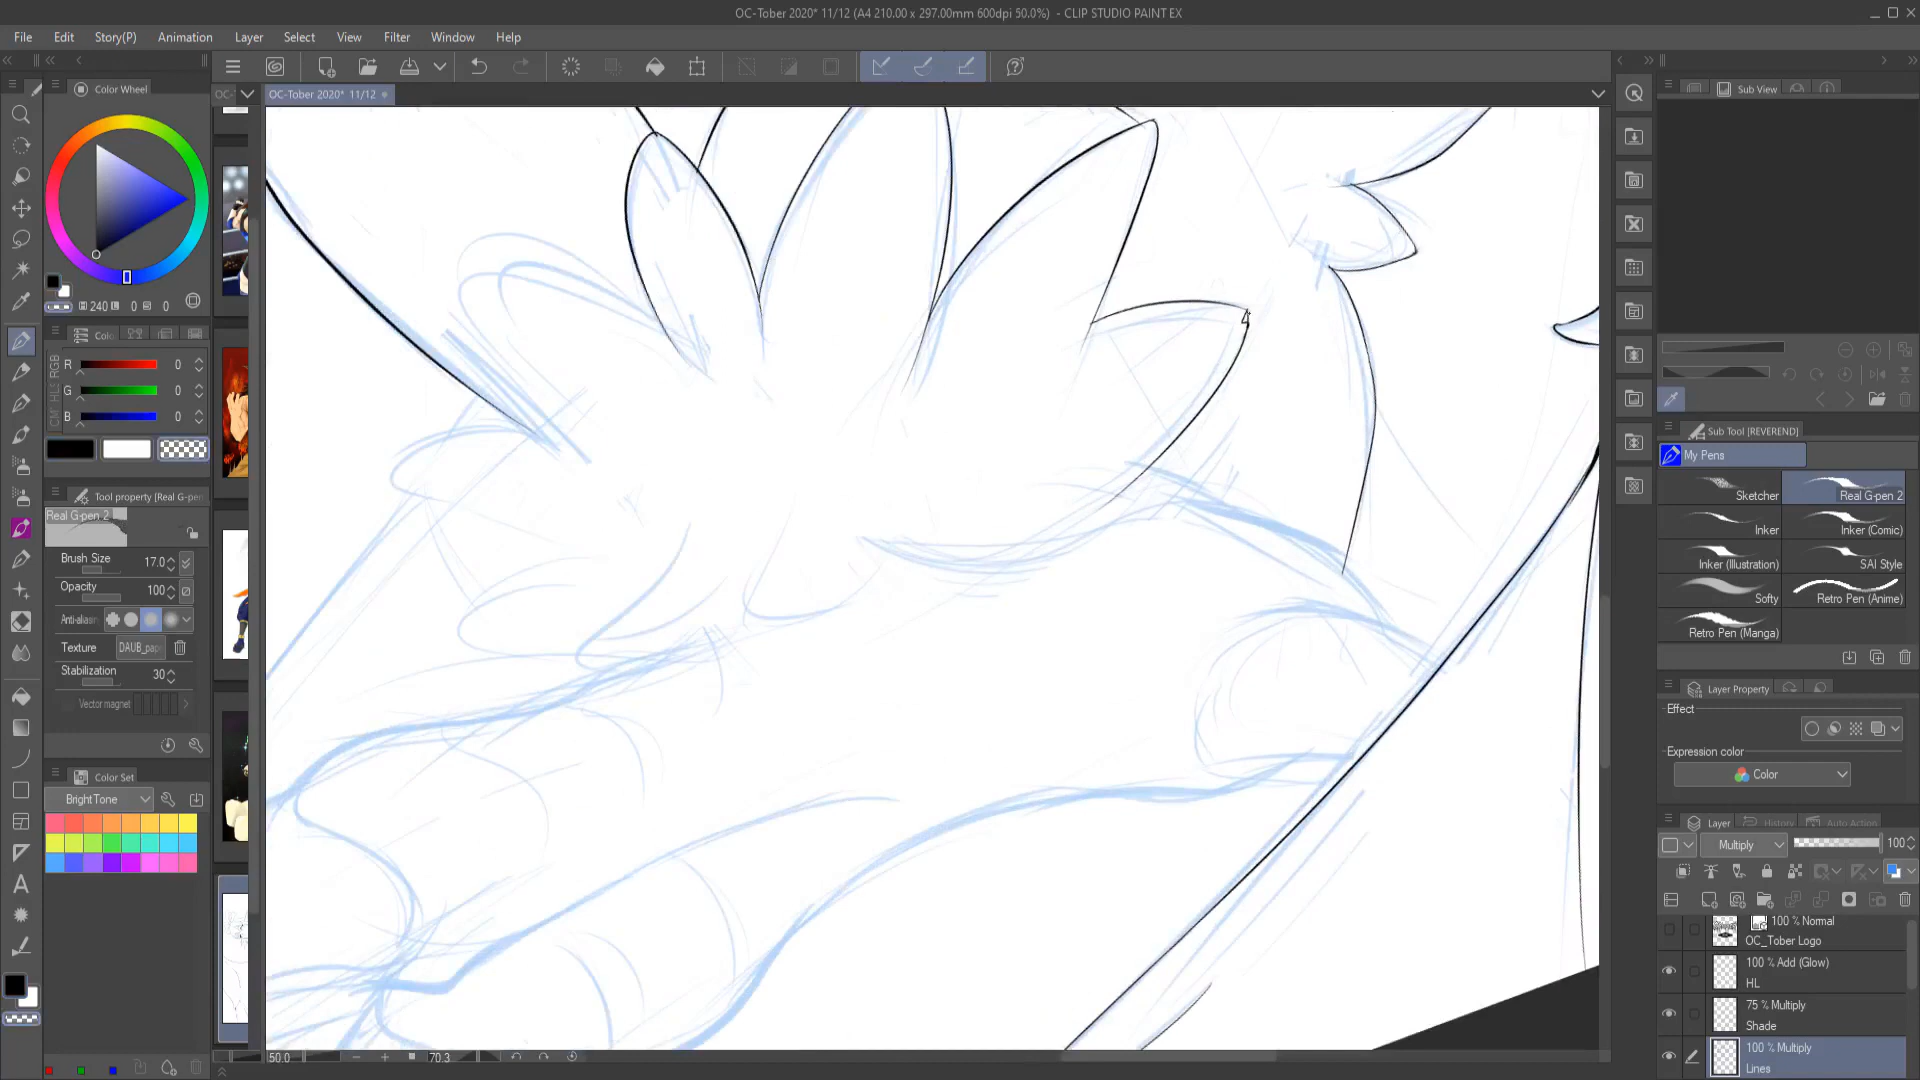 OC-Tober 2020* 11/12 (A4 210.00 x 297.00mm 600dpi 50.0%) - CLIP STUDIO PAINT EX
File Edit Story(P) Animation Layer Select View Filter Window Help
Color Wheel
OC-
OC-Tober 2020* 11/12
Sub View
240 0 0
Colo
R 0
G 0
B 0
Tool property [Real G-pen
Real G-pen 2
Brush Size 17.0
Opacity 100
Anti-alias
Texture DAUB_pap
Stabilization 30
Vector magnet
Color Set
BrightTone
50.0
70.3
Sub Tool [REVEREND]
My Pens
Sketcher
Real G-pen 2
Inker
Inker (Comic)
Inker (Illustration)
SAI Style
Softy
Retro Pen (Anime)
Retro Pen (Manga)
Layer Property
Effect
Expression color
Color
Layer History Auto Action
Multiply 100
100 % Normal
OC_Tober Logo
100 % Add (Glow)
HL
75 % Multiply
Shade
100 % Multiply
Lines